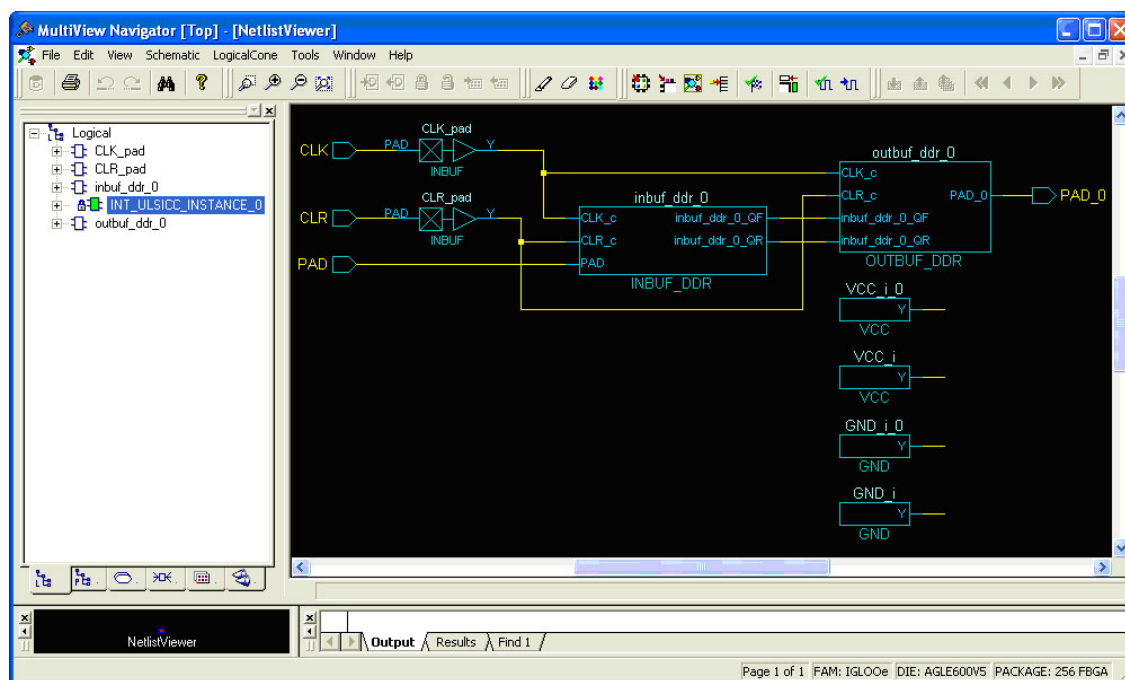 MultiView Navigator [Top] - [NetlistViewer]
File Edit View Schematic LogicalCone Tools Window Help
Logical
CLK_pad
CLR_pad
inbuf_ddr_0
INT_ULSICC_INSTANCE_0
outbuf_ddr_0
CLK_pad
CLK PAD Y
INBUF
CLR_pad
CLR PAD Y
INBUF
PAD
inbuf_ddr_0
CLK_c inbuf_ddr_0_QF
CLR_c inbuf_ddr_0_QR
PAD
INBUF_DDR
outbuf_ddr_0
CLK_c
CLR_c PAD_0 PAD_0
inbuf_ddr_0_QF
inbuf_ddr_0_QR
OUTBUF_DDR
VCC_i_0
Y
VCC
VCC_i
Y
VCC
GND_i_0
Y
GND
GND_i
Y
GND
NetlistViewer
Output Results Find 1
Page 1 of 1 FAM: IGLOOe DIE: AGLE600V5 PACKAGE: 256 FBGA